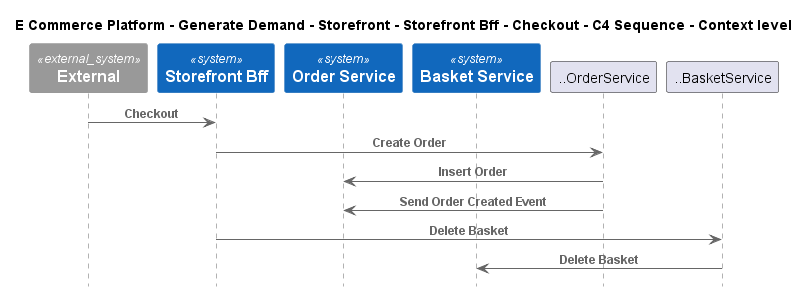 E Commerce Platform - Generate Demand - Storefront - Storefront Bff - Checkout - C4 Sequence - Context level
«external_system»
External
«system»
Storefront Bff
«system»
Order Service
«system»
Basket Service
..OrderService
..BasketService
Checkout
Create Order
Insert Order
Send Order Created Event
Delete Basket
Delete Basket